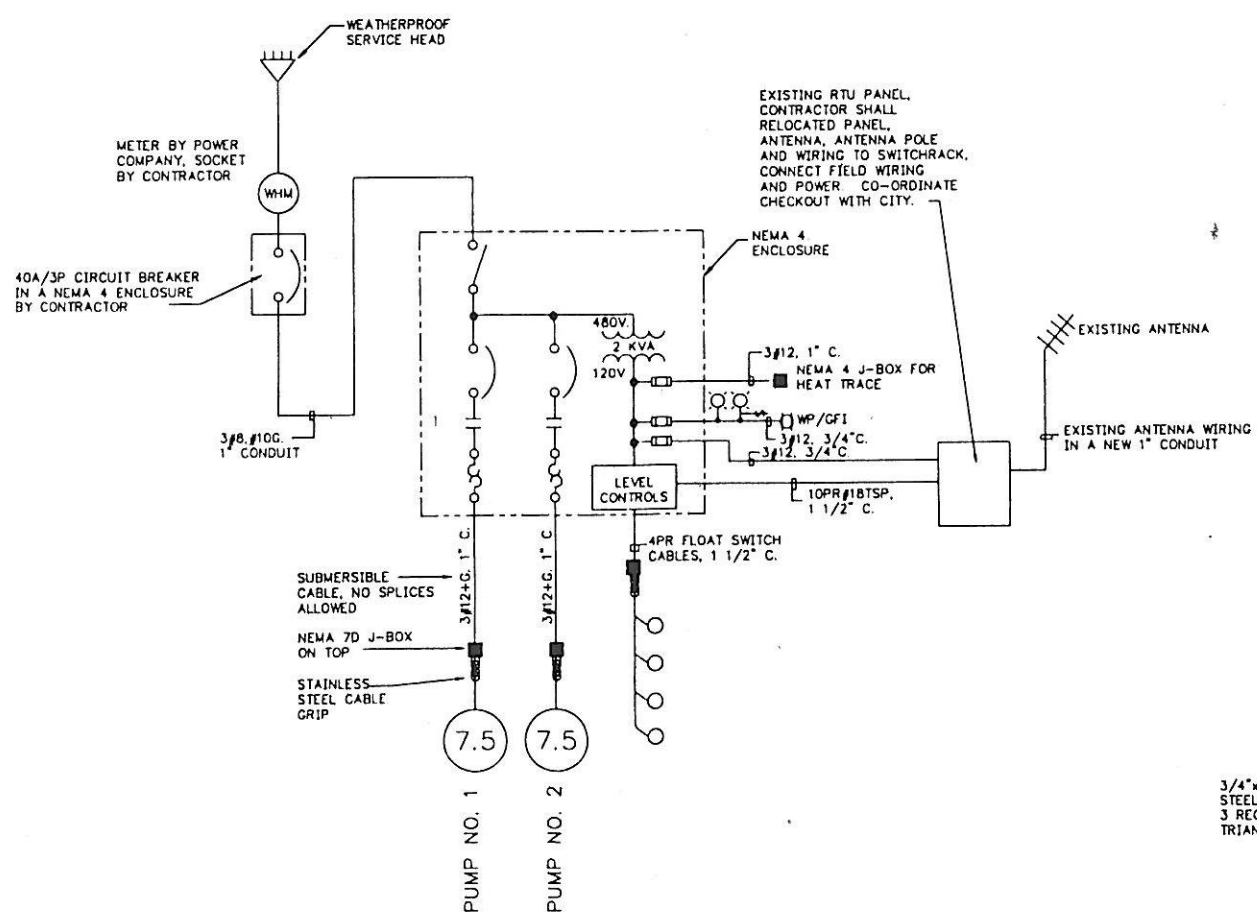 WEATHERPROOF
SERVICE HEAD
METER BY POWER
COMPANY, SOCKET
BY CONTRACTOR
WHM
40A/3P CIRCUIT BREAKER
IN A NEMA 4 ENCLOSURE
BY CONTRACTOR
3#8,#10G.
1" CONDUIT
NEMA 4
ENCLOSURE
EXISTING RTU PANEL,
CONTRACTOR SHALL
RELOCATED PANEL,
ANTENNA, ANTENNA POLE
AND WIRING TO SWITCHRACK,
CONNECT FIELD WIRING
AND POWER. CO-ORDINATE
CHECKOUT WITH CITY.
480V.
2 KVA
120V
3#12, 1" C.
NEMA 4 J-BOX FOR
HEAT TRACE
WP/GFI
3#12, 3/4"C.
3#12, 3/4"C.
LEVEL
CONTROLS
10PR#18TSP,
1 1/2" C.
EXISTING ANTENNA
EXISTING ANTENNA WIRING
IN A NEW 1" CONDUIT
4PR FLOAT SWITCH
CABLES, 1 1/2" C.
3#12+G. 1" C.
3#12+G. 1" C.
SUBMERSIBLE
CABLE, NO SPLICES
ALLOWED
NEMA 7D J-BOX
ON TOP
STAINLESS
STEEL CABLE
GRIP
7.5
7.5
PUMP NO. 1
PUMP NO. 2
3/4"x
STEEL
3 REQ
TRIAN